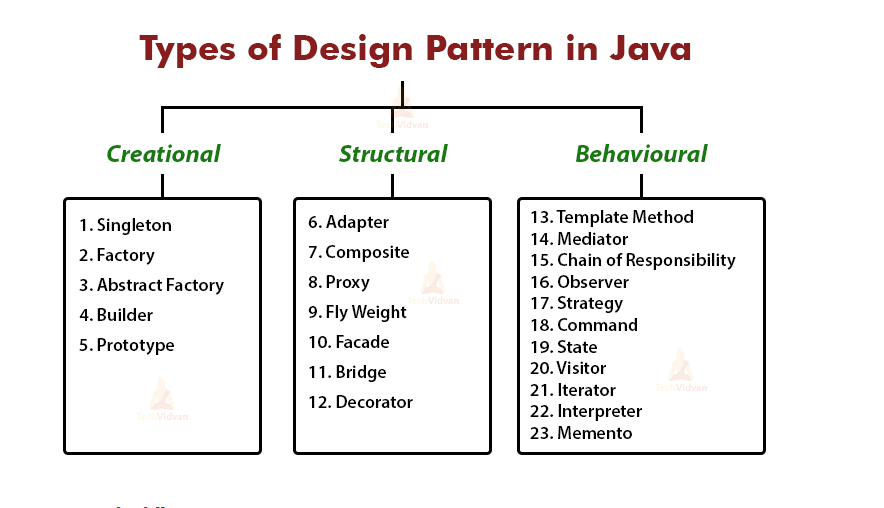 Types of Design Pattern in Java
TechVidvan
Creational
Structural
Behavioural
1. Singleton
2. Factory
3. Abstract Factory
4. Builder
5. Prototype
TechVidvan
6. Adapter
7. Composite
8. Proxy
TechVidvan
9. Fly Weight
10. Facade
11. Bridge
12. Decorator
13. Template Method
14. Mediator
15. Chain of Responsibility
16. Observer
17. Strategy
18. Command
19. State
20. Visitor
TechVidvan
21. Iterator
22. Interpreter
23. Memento